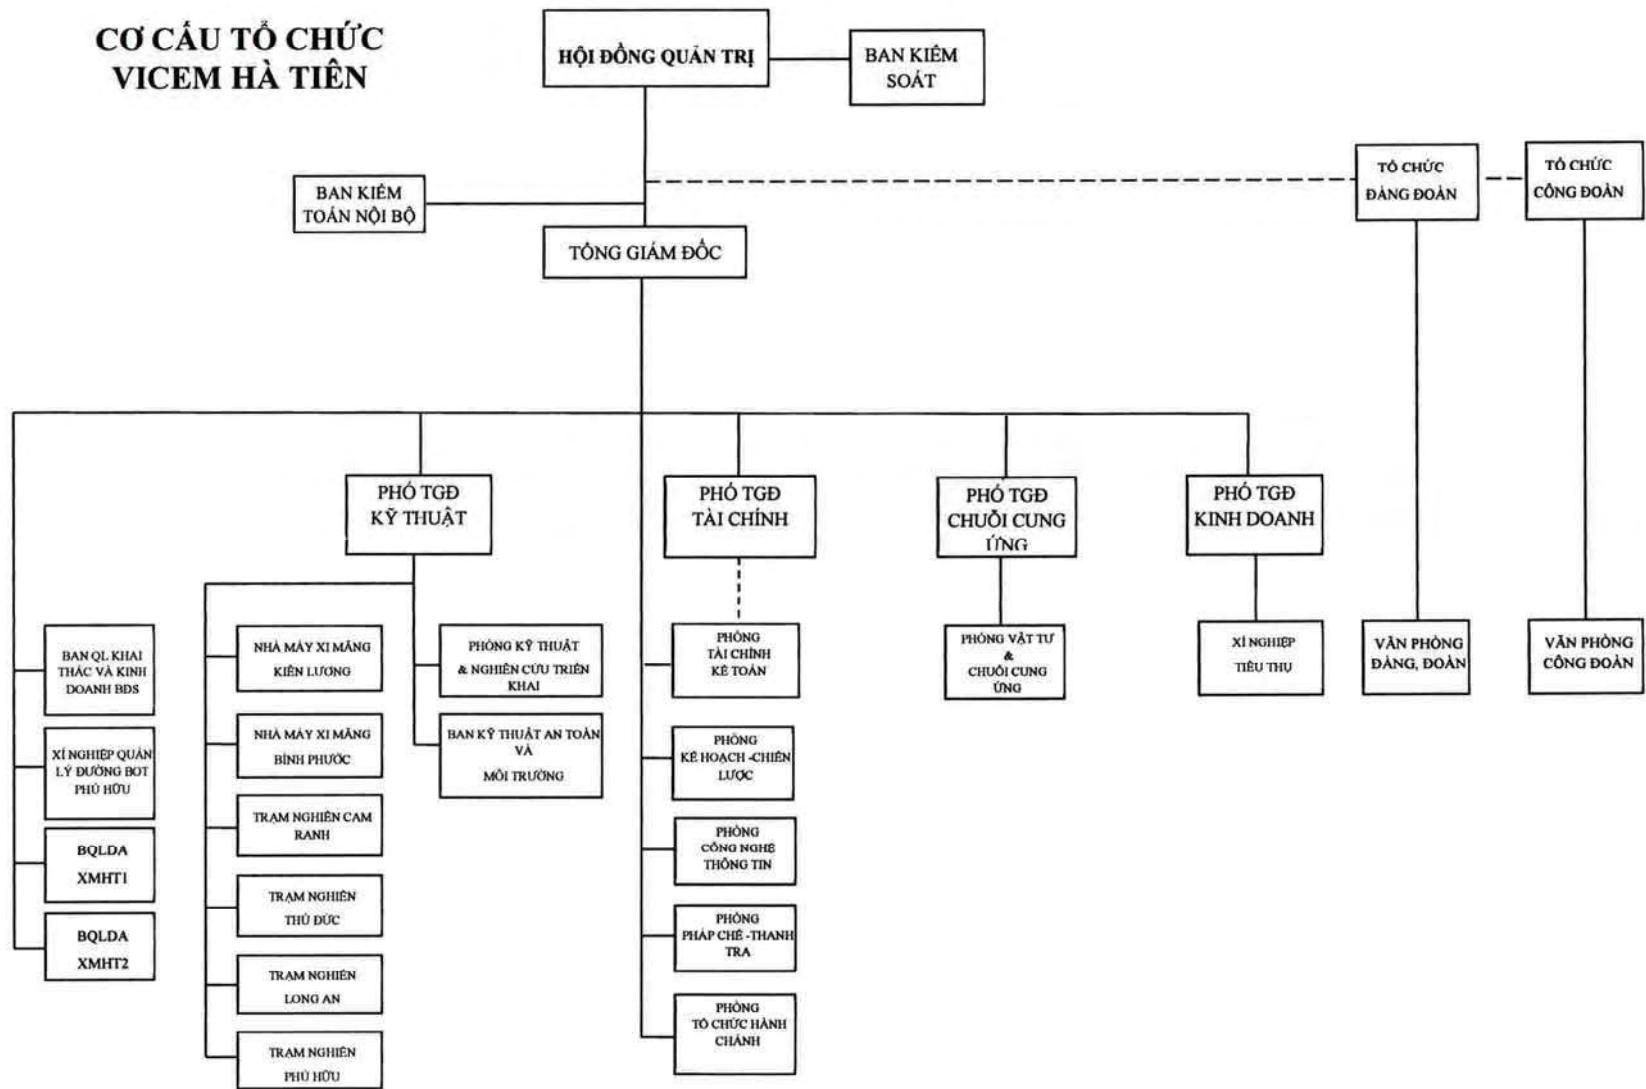 CƠ CẤU TỔ CHỨC
VICEM HÀ TIÊN
HỘI ĐỒNG QUẢN TRỊ
BAN KIỂM
SOÁT
BAN KIỂM
TOÁN NỘI BỘ
TỔ CHỨC
ĐẢNG ĐOÀN
TỔ CHỨC
CÔNG ĐOÀN
TỔNG GIÁM ĐỐC
PHÓ TGĐ
KỸ THUẬT
PHÓ TGĐ
TÀI CHÍNH
PHÓ TGĐ
CHUỖI CUNG
ỨNG
PHÓ TGĐ
KINH DOANH
BAN QL KHAI
THÁC VÀ KINH
DOANH BĐS
XÍ NGHIỆP QUẢN
LÝ ĐƯỜNG BOT
PHÚ HỮU
BQLDA
XMHT1
BQLDA
XMHT2
NHÀ MÁY XI MĂNG
KIÊN LƯƠNG
NHÀ MÁY XI MĂNG
BÌNH PHƯỚC
TRẠM NGHIỀN CAM
RANH
TRẠM NGHIỀN
THỦ ĐỨC
TRẠM NGHIỀN
LONG AN
TRẠM NGHIỀN
PHÚ HỮU
PHÒNG KỸ THUẬT
& NGHIÊN CỨU TRIỂN
KHAI
BAN KỸ THUẬT AN TOÀN
VÀ
MÔI TRƯỜNG
PHÒNG
TÀI CHÍNH
KẾ TOÁN
PHÒNG
KẾ HOẠCH -CHIẾN
LƯỢC
PHÒNG
CÔNG NGHỆ
THÔNG TIN
PHÒNG
PHÁP CHẾ -THANH
TRA
PHÒNG
TỔ CHỨC HÀNH
CHÁNH
PHÒNG VẬT TƯ
&
CHUỖI CUNG
ỨNG
XÍ NGHIỆP
TIÊU THỤ
VĂN PHÒNG
ĐẢNG, ĐOÀN
VĂN PHÒNG
CÔNG ĐOÀN